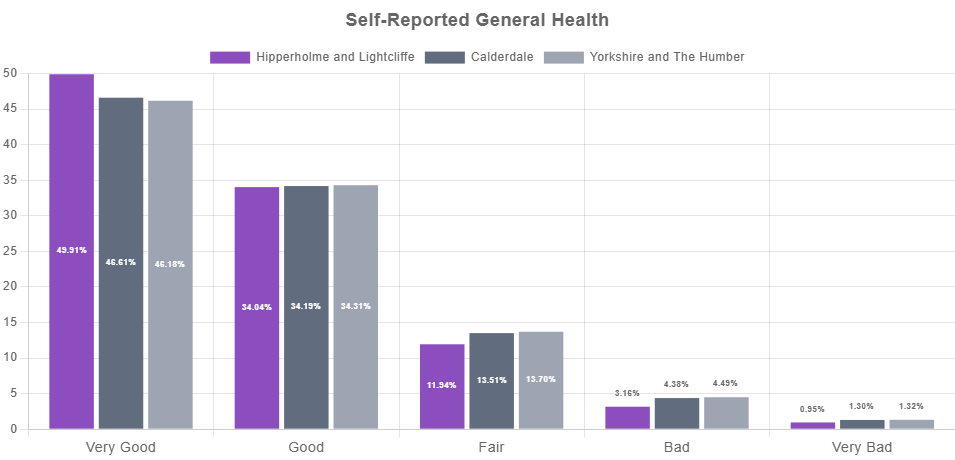 Self-Reported General Health
Hipperholme and Lightcliffe Calderdale Yorkshire and The Humber
50
45
40
35
30
25
20
15
10
5
0
49.91% 46.61% 46.18%
34.04% 34.19% 34.31%
11.94% 13.51% 13.70%
3.16% 4.38% 4.49%
0.95% 1.30% 1.32%
Very Good Good Fair Bad Very Bad